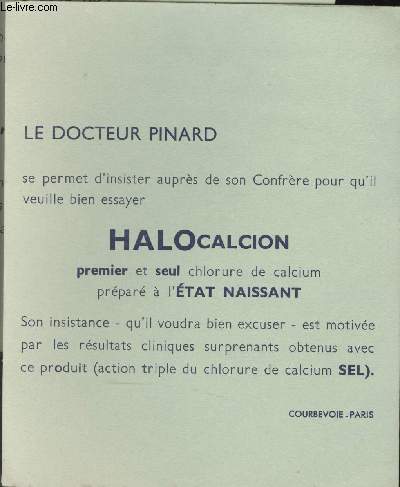 Le-livre.com
LE DOCTEUR PINARD
se permet d'insister auprès de son Confrère pour qu'il
veuille bien essayer
HALOCALCION
premier et seul chlorure de calcium
préparé à l'ÉTAT NAISSANT
Son insistance - qu'il voudra bien excuser - est motivée
par les résultats cliniques surprenants obtenus avec
ce produit (action triple du chlorure de calcium SEL).
COURBEVOIE-PARIS